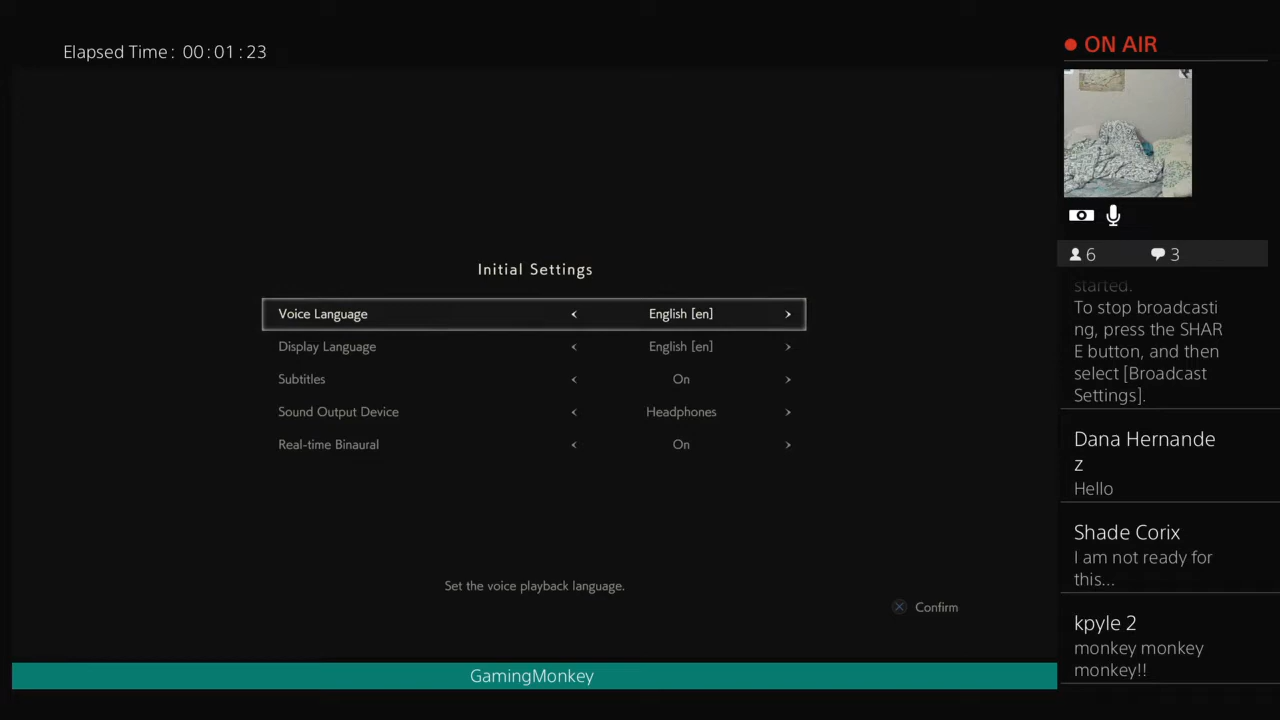 Elapsed Time: 00:01:23
ON AIR
6 3
Initial Settings
Voice Language English [en]
Display Language English [en]
Subtitles On
Sound Output Device Headphones
Real-time Binaural On
Set the voice playback language.
Confirm
GamingMonkey
started.
To stop broadcasti
ng, press the SHAR
E button, and then
select [Broadcast
Settings].
Dana Hernande
z
Hello
Shade Corix
I am not ready for
this...
kpyle 2
monkey monkey
monkey!!